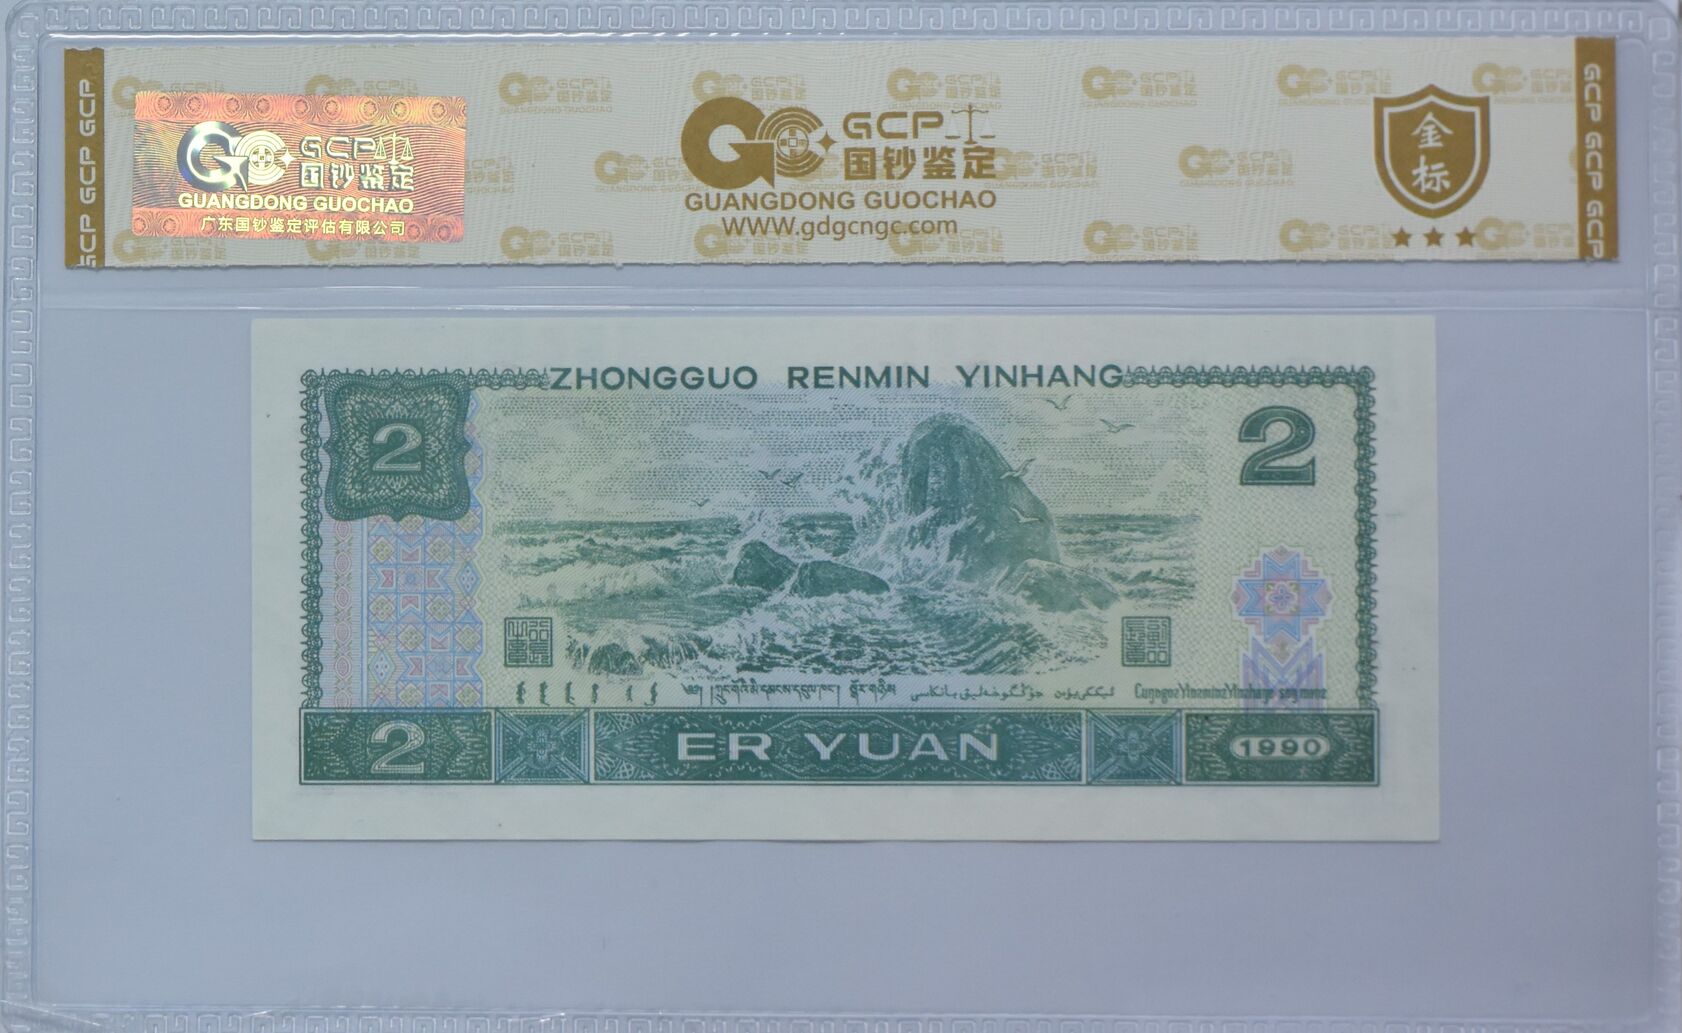 GCP GCP GCP
GCP
国钞鉴定
GUANGDONG GUOCHAO
广东国钞鉴定评估有限公司
GCP
国钞鉴定
GUANGDONG GUOCHAO
WWW.gdgcngc.com
金标
GCP GCP GCP
ZHONGGUO RENMIN YINHANG
2
2
2
ER YUAN
1990